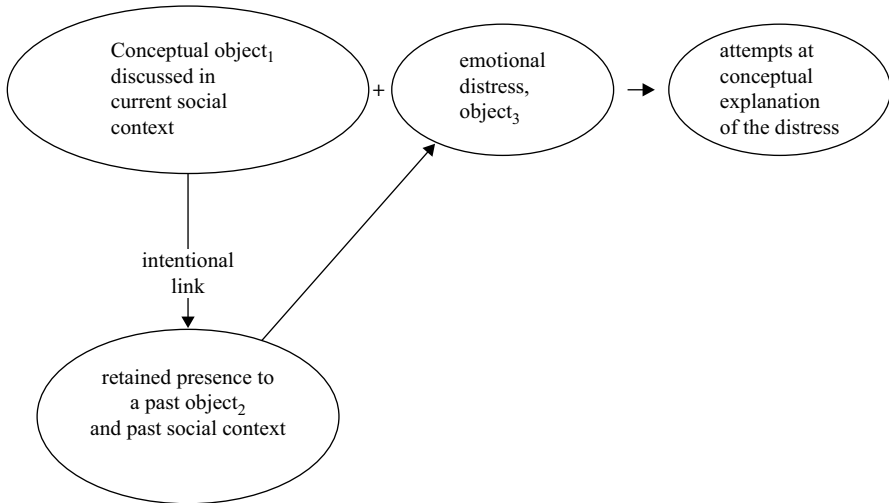 Conceptual object₁
discussed in
current social
context
+
emotional
distress,
object₃
attempts at
conceptual
explanation
of the distress
intentional
link
retained presence to
a past object₂
and past social context